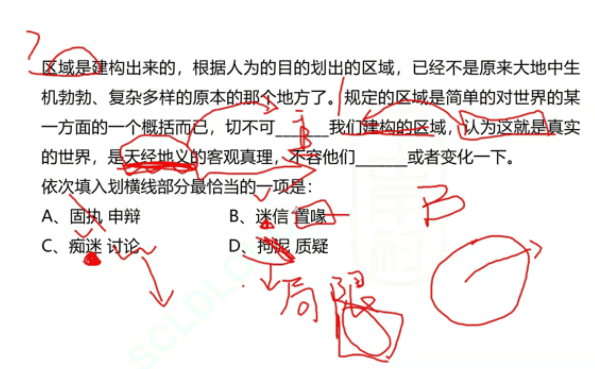 区域是建构出来的，根据人为的目的划出的区域，已经不是原来大地中生
机勃勃、复杂多样的原本的那个地方了。规定的区域是简单的对世界的某
一方面的一个概括而已，切不可______我们建构的区域，认为这就是真实
的世界，是天经地义的客观真理，不容他们______或者变化一下。
依次填入划横线部分最恰当的一项是：
A、固执 申辩 B、迷信 置喙
C、痴迷 讨论 D、拘泥 质疑
B
B
局限